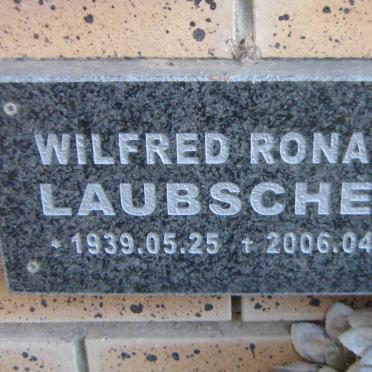 WILFRED RONA
LAUBSCHE
* 1939.05.25 + 2006.04